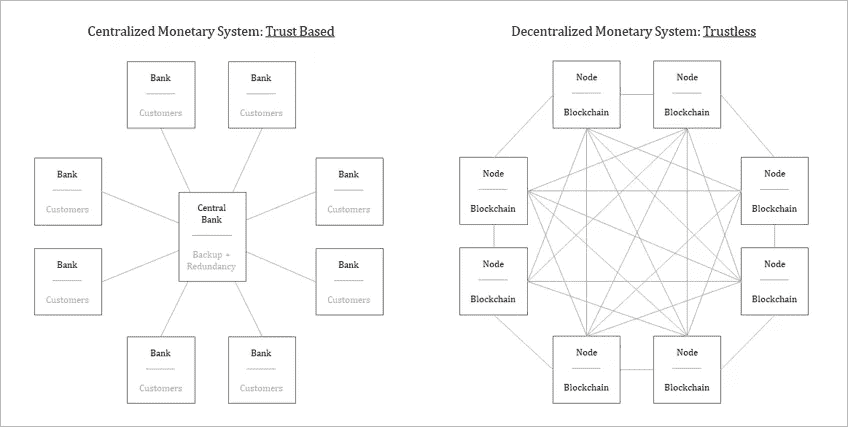 Centralized Monetary System: Trust Based
Bank
Customers
Bank
Customers
Bank
Customers
Bank
Customers
Central
Bank
Backup +
Redundancy
Bank
Customers
Bank
Customers
Bank
Customers
Bank
Customers
Decentralized Monetary System: Trustless
Node
Blockchain
Node
Blockchain
Node
Blockchain
Node
Blockchain
Node
Blockchain
Node
Blockchain
Node
Blockchain
Node
Blockchain